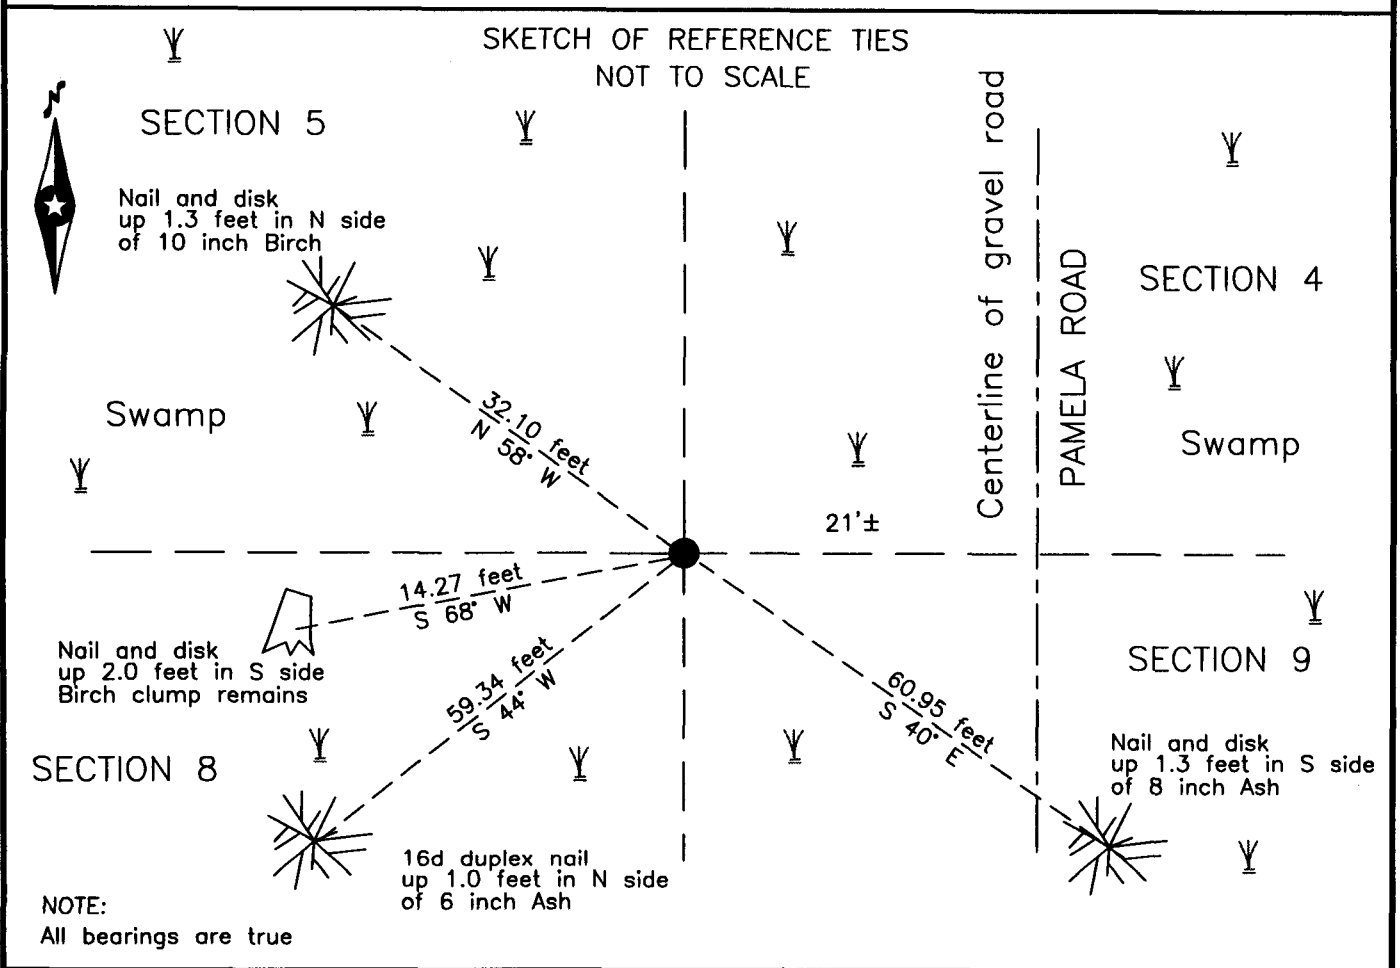 SKETCH OF REFERENCE TIES
NOT TO SCALE
N
SECTION 5
Nail and disk
up 1.3 feet in N side
of 10 inch Birch
Centerline of gravel road
PAMELA ROAD
SECTION 4
Swamp
32.10 feet
N 58° W
Swamp
21'±
14.27 feet
S 68° W
Nail and disk
up 2.0 feet in S side
Birch clump remains
59.34 feet
S 44° W
60.95 feet
S 40° E
SECTION 9
Nail and disk
up 1.3 feet in S side
of 8 inch Ash
SECTION 8
16d duplex nail
up 1.0 feet in N side
of 6 inch Ash
NOTE:
All bearings are true